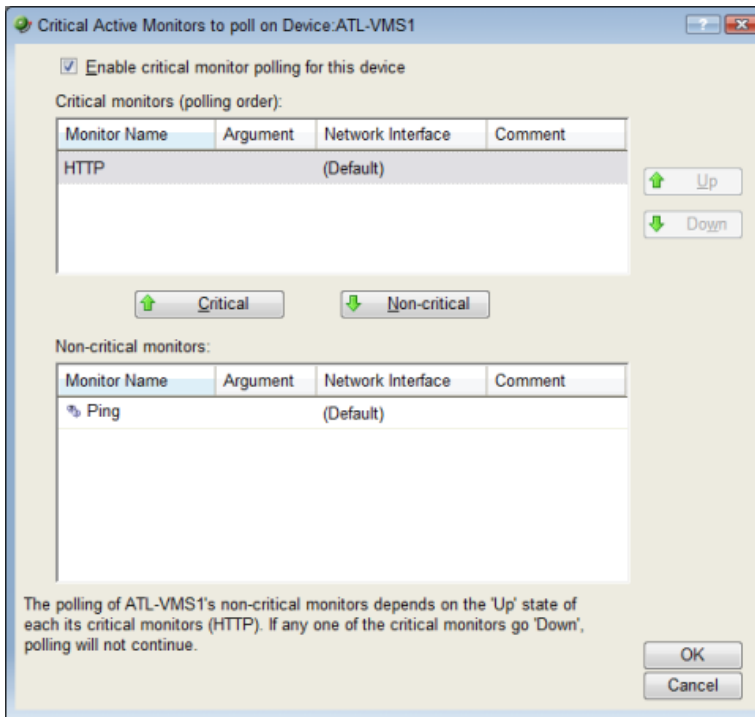 Critical Active Monitors to poll on Device:ATL-VMS1
?
Enable critical monitor polling for this device
Critical monitors (polling order):
Monitor Name Argument Network Interface Comment
HTTP (Default)
Up
Down
Critical Non-critical
Non-critical monitors:
Monitor Name Argument Network Interface Comment
Ping (Default)
The polling of ATL-VMS1's non-critical monitors depends on the 'Up' state of
each its critical monitors (HTTP). If any one of the critical monitors go 'Down',
polling will not continue.
OK
Cancel